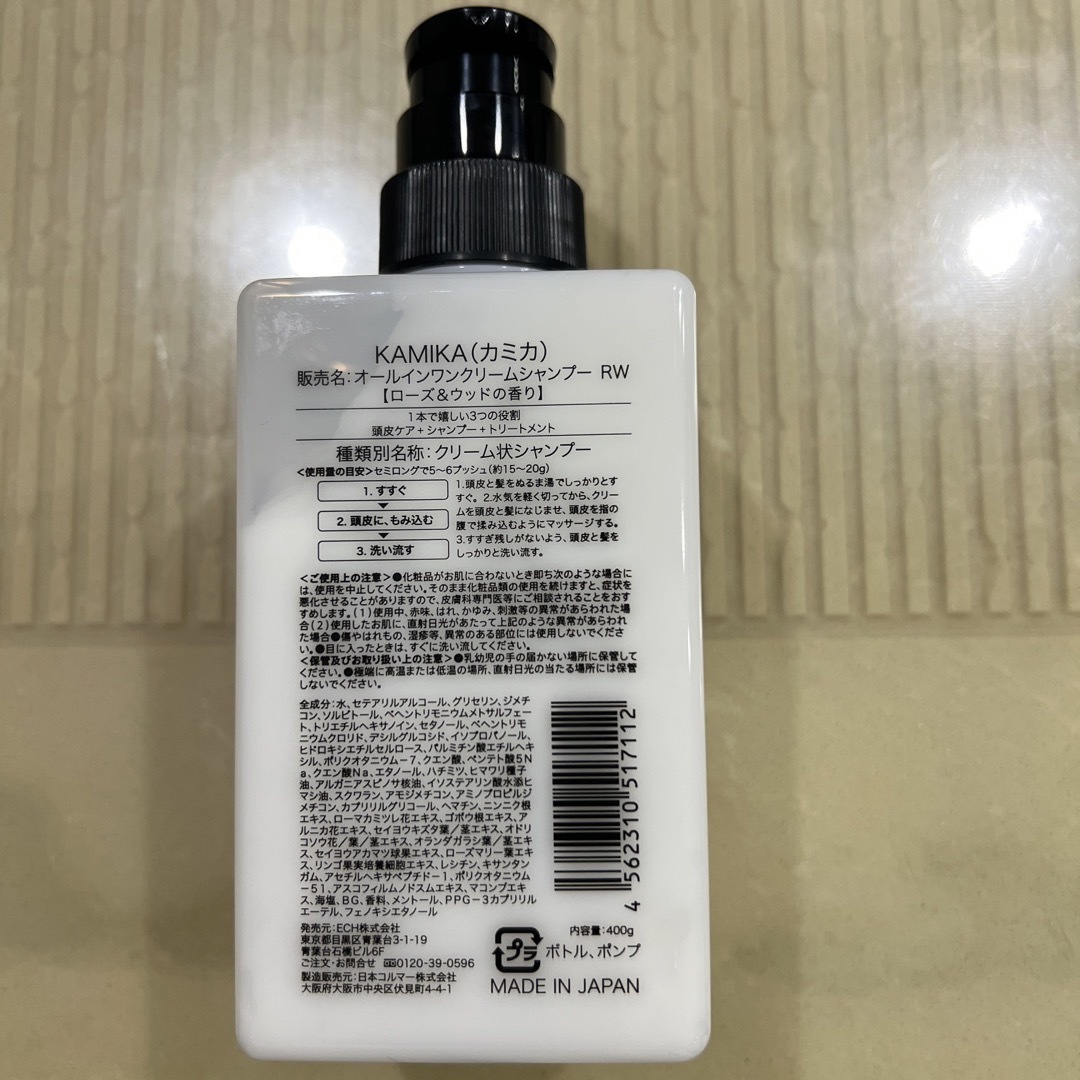 KAMIKA(カミカ)
販売名:オールインワンクリームシャンプー RW
【ローズ&ウッドの香り】
1本で嬉しい3つの役割
頭皮ケア+シャンプー+トリートメント
種類別名称:クリーム状シャンプー
<使用量の目安>セミロングで5〜6プッシュ(約15〜20g)
1. すすぐ
2. 頭皮に、もみ込む
3. 洗い流す
1.頭皮と髪をぬるま湯でしっかりとす
すぐ。2.水気を軽く切ってから、クリー
ムを頭皮と髪になじませ、頭皮を指の
腹で揉み込むようにマッサージする。
3.すすぎ残しがないよう、頭皮と髪を
しっかりと洗い流す。
<ご使用上の注意>●化粧品がお肌に合わないとき即ち次のような場合に
は、使用を中止してください。そのまま化粧品類の使用を続けますと、症状を
悪化させることがありますので、皮膚科専門医等にご相談されることをおす
すめします。(1)使用中、赤味、はれ、かゆみ、刺激等の異常があらわれた場
合(2)使用したお肌に、直射日光があたって上記のような異常があらわれ
た場合●傷やはれもの、湿疹等、異常のある部位には使用しないでくださ
い。●目に入ったときは、すぐに洗い流してください。
<保管及びお取り扱い上の注意>●乳幼児の手の届かない場所に保管して
ください。●極端に高温または低温の場所、直射日光の当たる場所には保管
しないでください。
全成分:水、セテアリルアルコール、グリセリン、ジメチ
コン、ソルビトール、ベヘントリモニウムメトサルフェー
ト、トリエチルヘキサノイン、セタノール、ベヘントリモ
ニウムクロリド、デシルグルコシド、イソプロパノール、
ヒドロキシエチルセルロース、パルミチン酸エチルヘキ
シル、ポリクオタニウム-7、クエン酸、ペンテト酸5N
a、クエン酸Na、エタノール、ハチミツ、ヒマワリ種子
油、アルガニアスピノサ核油、イソステアリン酸水添ヒ
マシ油、スクワラン、アモジメチコン、アミノプロピルジ
メチコン、カプリリルグリコール、ヘマチン、ニンニク根
エキス、ローマカミツレ花エキス、ゴボウ根エキス、ア
ルニカ花エキス、セイヨウキズタ葉/茎エキス、オドリ
コソウ花/葉/茎エキス、オランダガラシ葉/茎エキ
ス、セイヨウアカマツ球果エキス、ローズマリー葉エキ
ス、リンゴ果実培養細胞エキス、レシチン、キサンタン
ガム、アセチルヘキサペプチド-1、ポリクオタニウム
-51、アスコフィルムノドスムエキス、マコンブエキ
ス、海塩、BG、香料、メントール、PPG-3カプリリル
エーテル、フェノキシエタノール
発売元:ECH株式会社
東京都目黒区青葉台3-1-19
青葉台石橋ビル6F
ご注文・お問合せ 0120-39-0596
製造販売元:日本コルマー株式会社
大阪府大阪市中央区伏見町4-4-1
4 562310 517112
内容量:400g
プラ ボトル、ポンプ
MADE IN JAPAN